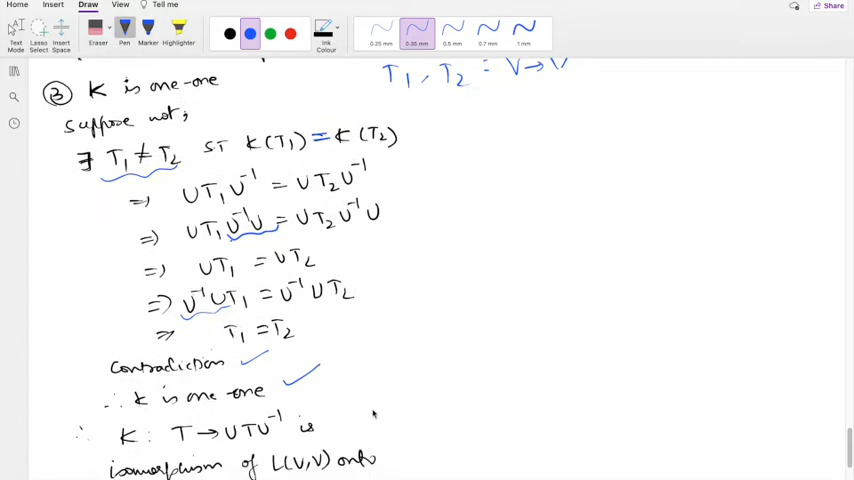 Home Insert Draw View Share
Text Mode Lasso Select Insert Space Eraser Pen Marker Highlighter Ink Colour 0.25 mm 0.35 mm 0.5 mm 0.7 mm 1 mm
T₁, T₂ : V→V
③ K is one-one
suppose not,
∃ T₁ ≠ T₂ ST K(T₁) = K(T₂)
⇒ UT₁U⁻¹ = UT₂U⁻¹
⇒ UT₁U⁻¹U = UT₂U⁻¹U
⇒ UT₁ = UT₂
⇒ U⁻¹UT₁ = U⁻¹UT₂
⇒ T₁ = T₂
contradiction ✓
∴ K is one-one ✓
∴ K: T→UTU⁻¹ is
isomorphism of L(V,V) onto